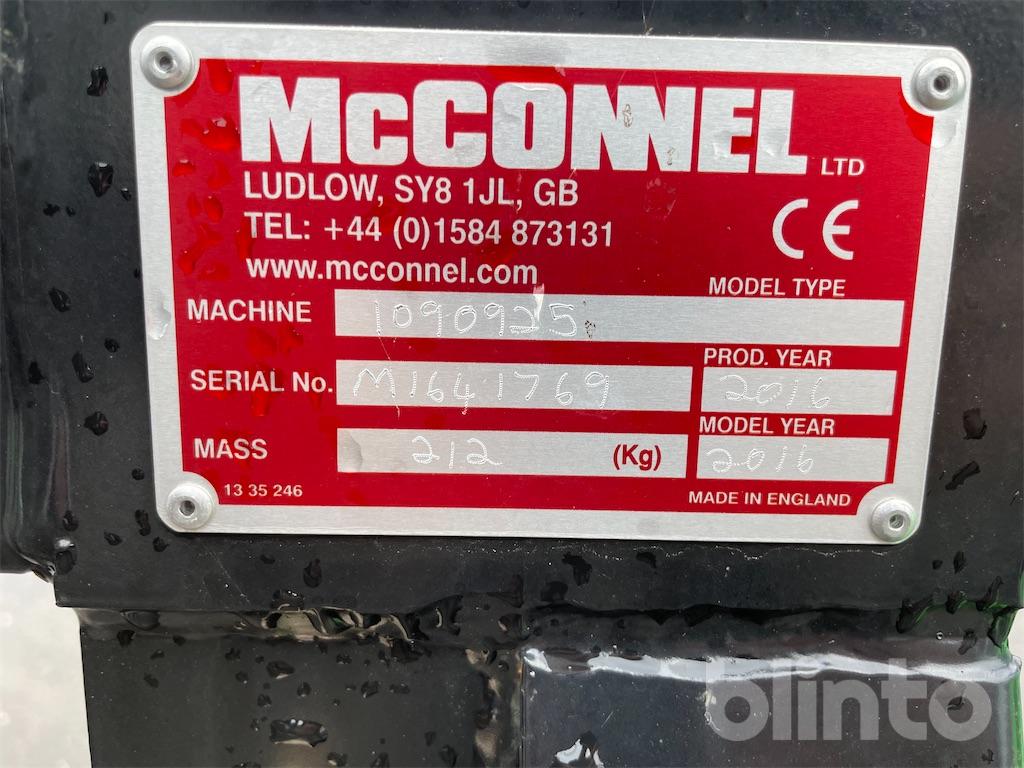 McCONNEL LTD
LUDLOW, SY8 1JL, GB
TEL: +44 (0)1584 873131
www.mcconnel.com
CE
MODEL TYPE
MACHINE 1090925
PROD. YEAR
SERIAL No. M1641769 2016
MODEL YEAR
MASS 212 (Kg) 2016
13 35 246 MADE IN ENGLAND
blinto